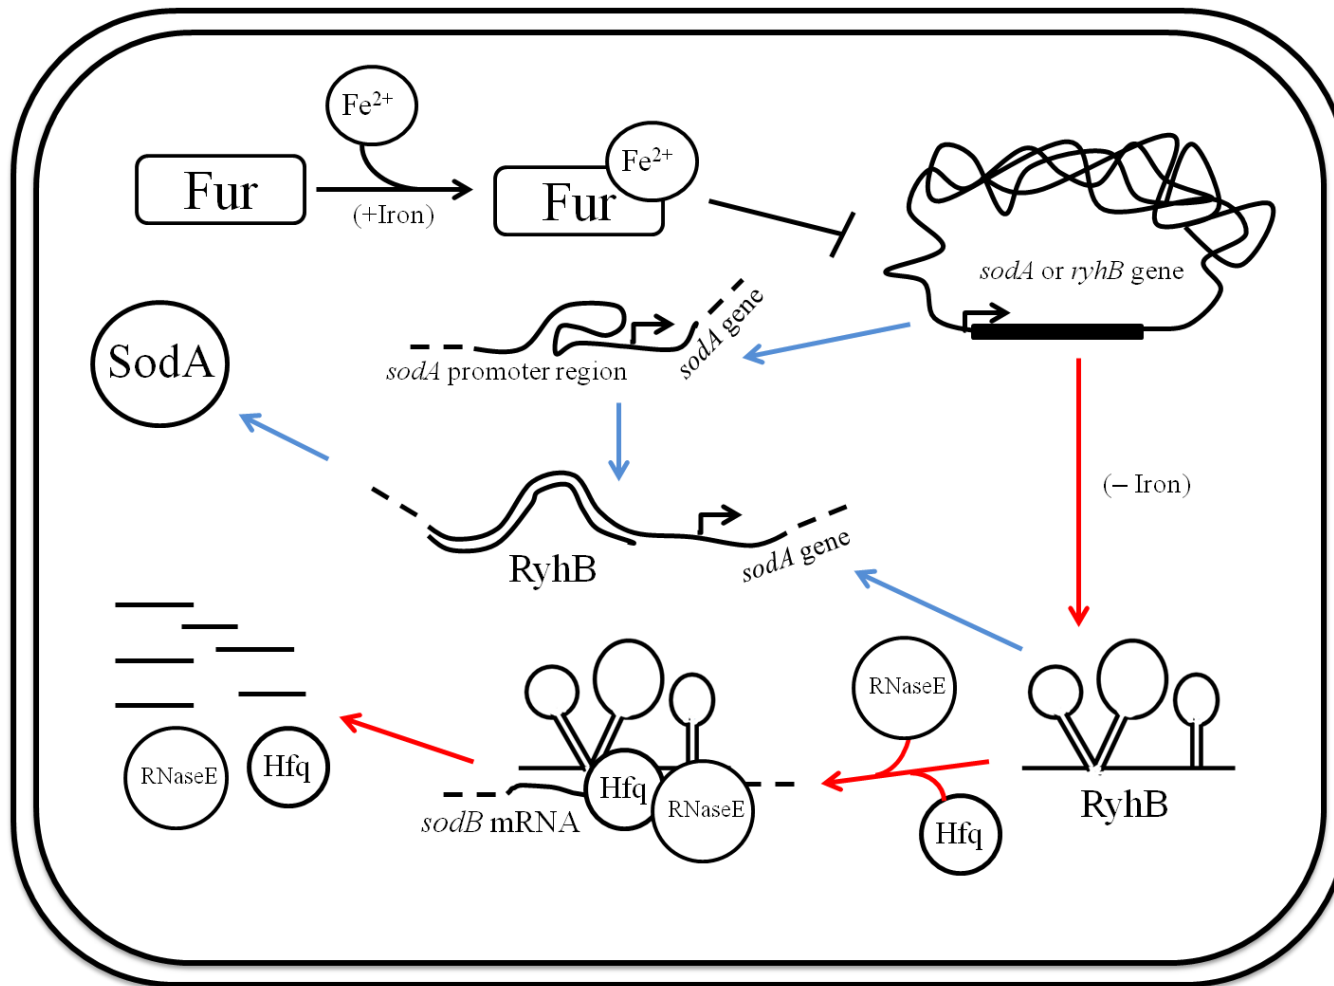 Fe²⁺
Fur
(+Iron)
Fe²⁺
Fur
sodA or ryhB gene
sodA gene
sodA promoter region
SodA
(– Iron)
RyhB
sodA gene
RNaseE
Hfq
RyhB
Hfq
RNaseE
sodB mRNA
RNaseE
Hfq